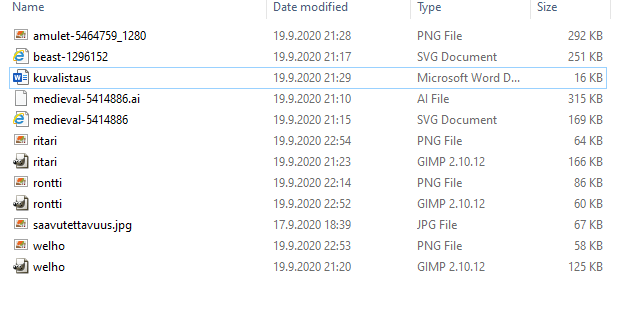 Name Date modified Type Size
amulet-5464759_1280 19.9.2020 21:28 PNG File 292 KB
beast-1296152 19.9.2020 21:17 SVG Document 251 KB
kuvalistaus 19.9.2020 21:29 Microsoft Word D... 16 KB
medieval-5414886.ai 19.9.2020 21:10 AI File 315 KB
medieval-5414886 19.9.2020 21:15 SVG Document 169 KB
ritari 19.9.2020 22:54 PNG File 64 KB
ritari 19.9.2020 21:23 GIMP 2.10.12 166 KB
rontti 19.9.2020 22:14 PNG File 86 KB
rontti 19.9.2020 22:52 GIMP 2.10.12 60 KB
saavutettavuus.jpg 17.9.2020 18:39 JPG File 67 KB
welho 19.9.2020 22:53 PNG File 58 KB
welho 19.9.2020 21:20 GIMP 2.10.12 125 KB